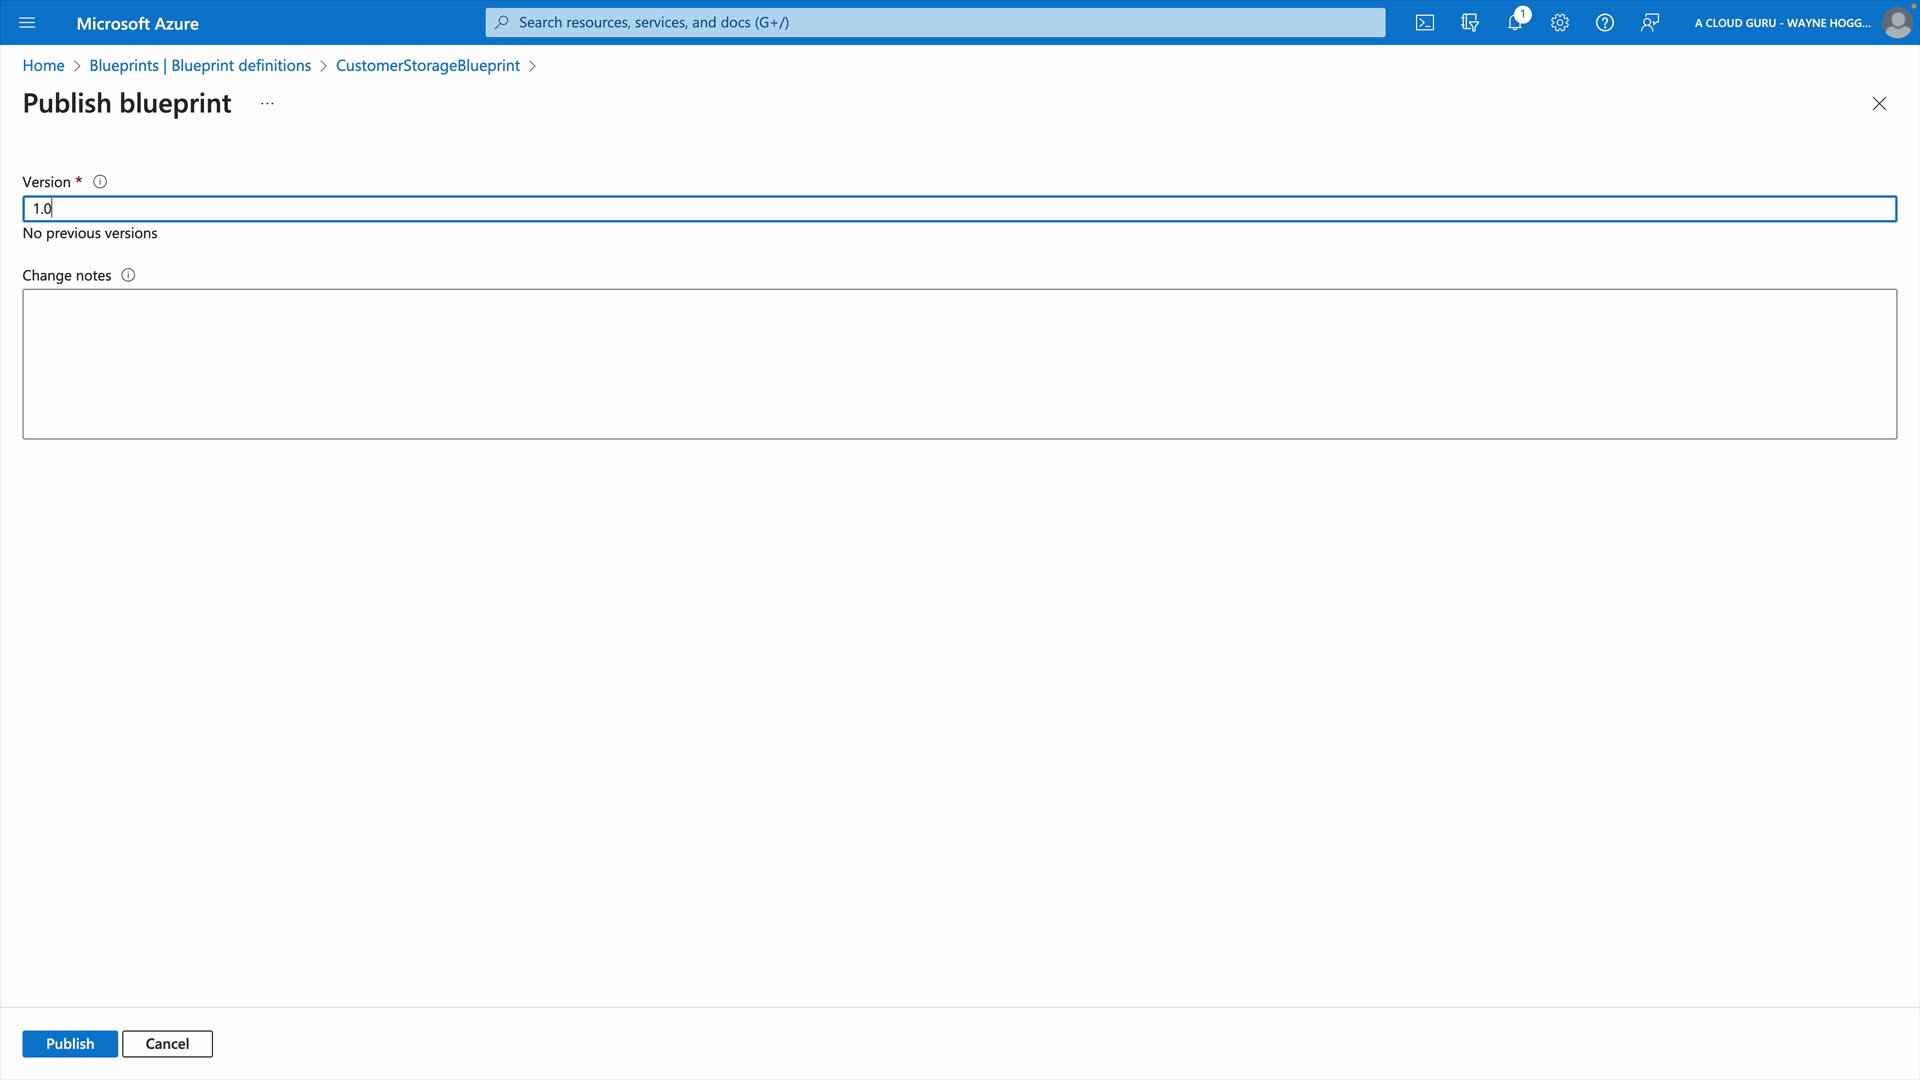 Microsoft Azure
Search resources, services, and docs (G+/)
1
A CLOUD GURU - WAYNE HOGG...
Home > Blueprints | Blueprint definitions > CustomerStorageBlueprint >
Publish blueprint ...
Version *
1.0
No previous versions
Change notes
Publish
Cancel